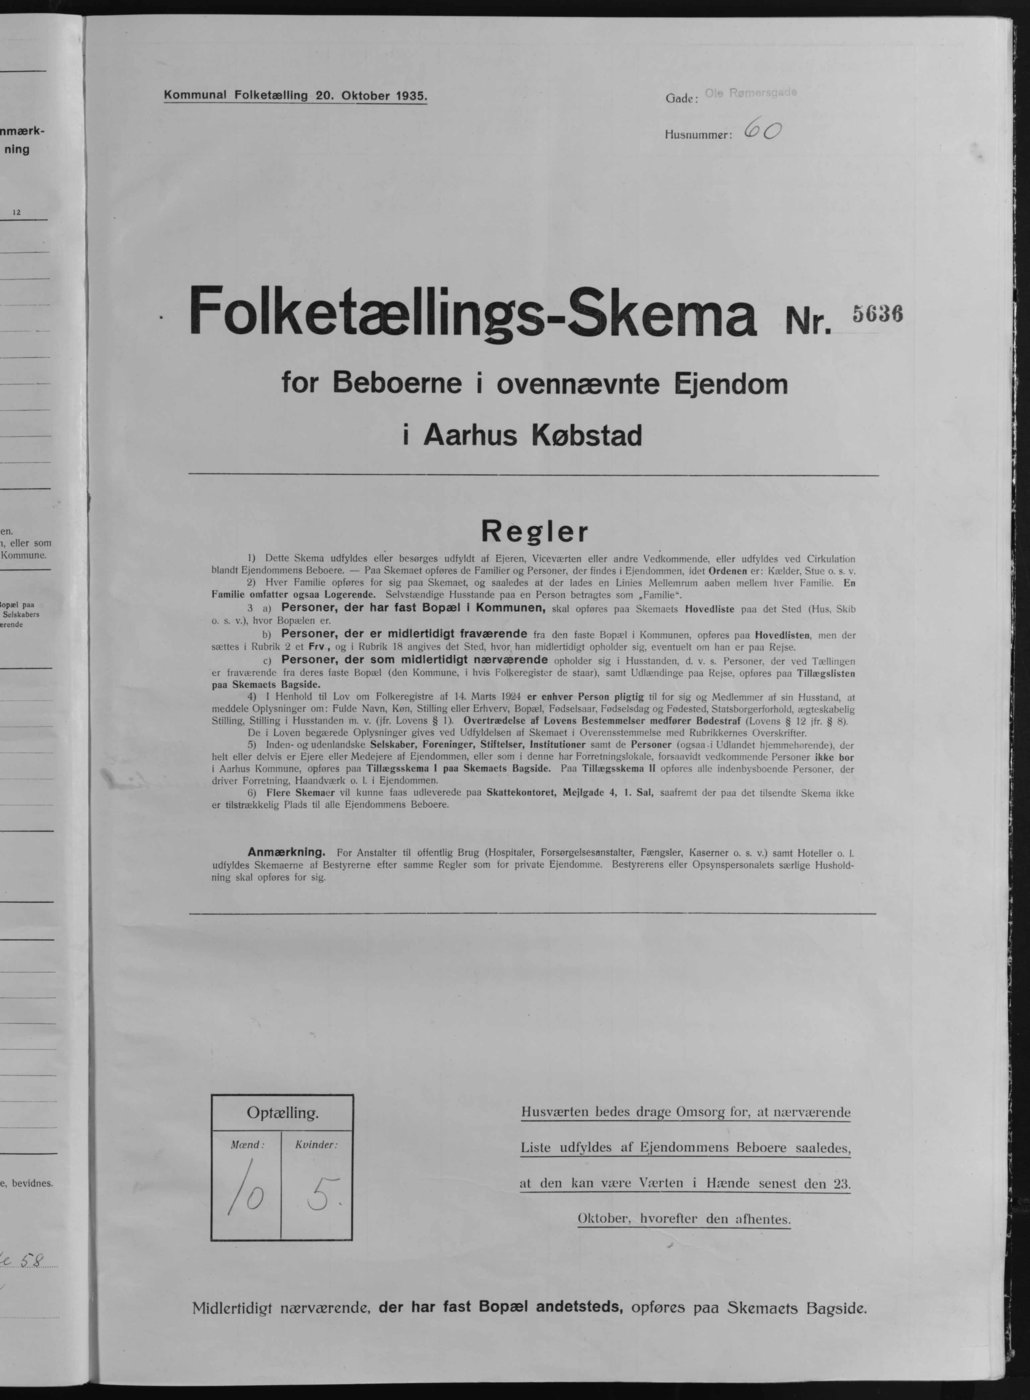 nmærk-
ning
12
en.
n, eller som
Kommune.
Bopæl paa
Selskabers
ærende
e, bevidnes.
58
Kommunal Folketælling 20. Oktober 1935.
Gade: Ole Rømersgade
Husnummer: 60
Folketællings-Skema Nr. 5636
for Beboerne i ovennævnte Ejendom
i Aarhus Købstad
Regler
1) Dette Skema udfyldes eller besørges udfyldt af Ejeren, Viceværten eller andre Vedkommende, eller udfyldes ved Cirkulation
blandt Ejendommens Beboere. — Paa Skemaet opføres de Familier og Personer, der findes i Ejendommen, idet Ordenen er: Kælder, Stue o. s. v.
2) Hver Familie opføres for sig paa Skemaet, og saaledes at der lades en Linies Mellemrum aaben mellem hver Familie. En
Familie omfatter ogsaa Logerende. Selvstændige Husstande paa en Person betragtes som „Familie“.
3 a) Personer, der har fast Bopæl i Kommunen, skal opføres paa Skemaets Hovedliste paa det Sted (Hus, Skib
o. s. v.), hvor Bopælen er.
b) Personer, der er midlertidigt fraværende fra den faste Bopæl i Kommunen, opføres paa Hovedlisten, men der
sættes i Rubrik 2 et Frv., og i Rubrik 18 angives det Sted, hvor han midlertidigt opholder sig, eventuelt om han er paa Rejse.
c) Personer, der som midlertidigt nærværende opholder sig i Husstanden, d. v. s. Personer, der ved Tællingen
er fraværende fra deres faste Bopæl (den Kommune, i hvis Folkeregister de staar), samt Udlændinge paa Rejse, opføres paa Tillægslisten
paa Skemaets Bagside.
4) I Henhold til Lov om Folkeregistre af 14. Marts 1924 er enhver Person pligtig til for sig og Medlemmer af sin Husstand, at
meddele Oplysninger om: Fulde Navn, Køn, Stilling eller Erhverv, Bopæl, Fødselsaar, Fødselsdag og Fødested, Statsborgerforhold, ægteskabelig
Stilling, Stilling i Husstanden m. v. (jfr. Lovens § 1). Overtrædelse af Lovens Bestemmelser medfører Bødestraf (Lovens § 12 jfr. § 8).
De i Loven begærede Oplysninger gives ved Udfyldelsen af Skemaet i Overensstemmelse med Rubrikkernes Overskrifter.
5) Inden- og udenlandske Selskaber, Foreninger, Stiftelser, Institutioner samt de Personer (ogsaa i Udlandet hjemmehørende), der
helt eller delvis er Ejere eller Medejere af Ejendommen, eller som i denne har Forretningslokale, forsaavidt vedkommende Personer ikke bor
i Aarhus Kommune, opføres paa Tillægsskema I paa Skemaets Bagside. Paa Tillægsskema II opføres alle indenbysboende Personer, der
driver Forretning, Haandværk o. l. i Ejendommen.
6) Flere Skemaer vil kunne faas udleverede paa Skattekontoret, Mejlgade 4, 1. Sal, saafremt der paa det tilsendte Skema ikke
er tilstrækkelig Plads til alle Ejendommens Beboere.
Anmærkning. For Anstalter til offentlig Brug (Hospitaler, Forsørgelsesanstalter, Fængsler, Kaserner o. s. v.) samt Hoteller o. l.
udfyldes Skemaerne af Bestyrerne efter samme Regler som for private Ejendomme. Bestyrerens eller Opsynspersonalets særlige Hushold-
ning skal opføres for sig.
Optælling.
Mænd: Kvinder:
10 5.
Husværten bedes drage Omsorg for, at nærværende
Liste udfyldes af Ejendommens Beboere saaledes,
at den kan være Værten i Hænde senest den 23.
Oktober, hvorefter den afhentes.
Midlertidigt nærværende, der har fast Bopæl andetsteds, opføres paa Skemaets Bagside.